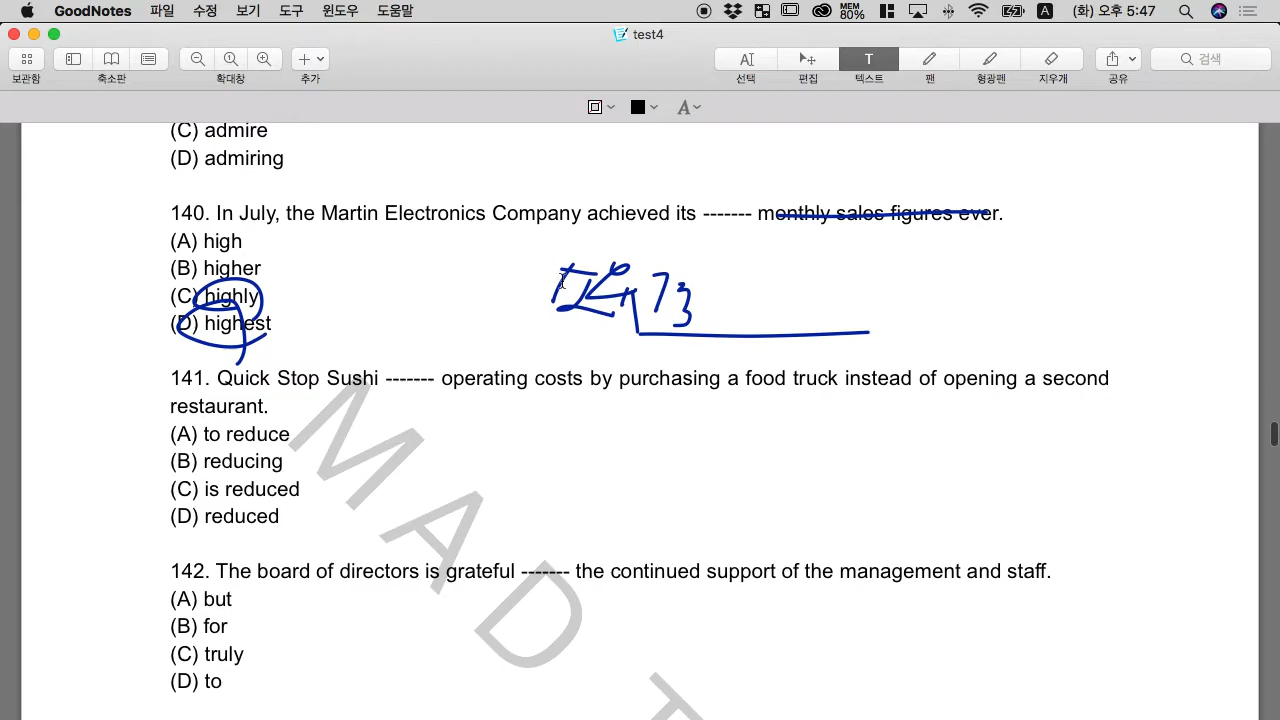 GoodNotes 파일 수정 보기 도구 윈도우 도움말 MEM 80% A (화) 오후 5:47
test4
보관함 축소판 확대창 추가 선택 편집 텍스트 펜 형광펜 지우개 공유 검색
(C) admire
(D) admiring
140. In July, the Martin Electronics Company achieved its ------- monthly sales figures ever.
(A) high
(B) higher
(C) highly
(D) highest
141. Quick Stop Sushi ------- operating costs by purchasing a food truck instead of opening a second
restaurant.
(A) to reduce
(B) reducing
(C) is reduced
(D) reduced
142. The board of directors is grateful ------- the continued support of the management and staff.
(A) but
(B) for
(C) truly
(D) to
M A D T